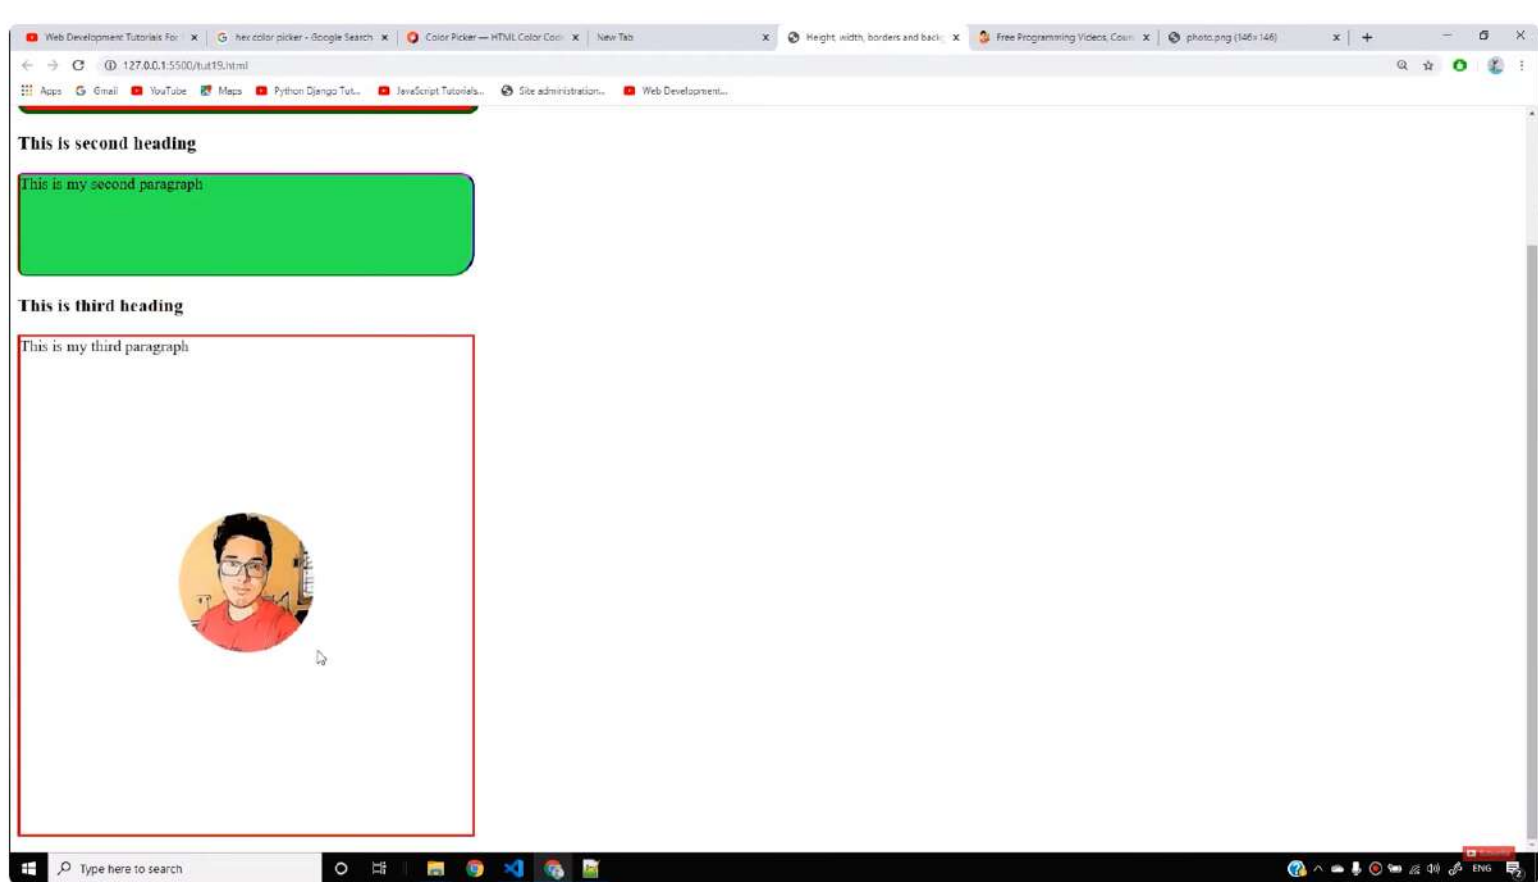 Web Development Tutorials For
hex color picker - Google Search
Color Picker — HTML Color Cod
New Tab
Height, width, borders and back
Free Programming Videos, Cour
photo.png (146×146)
127.0.0.1:5500/tut19.html
Apps
Gmail
YouTube
Maps
Python Django Tut...
JavaScript Tutorials...
Site administration...
Web Development...
This is second heading
This is my second paragraph
This is third heading
This is my third paragraph
Type here to search
ENG
2
Subscribe